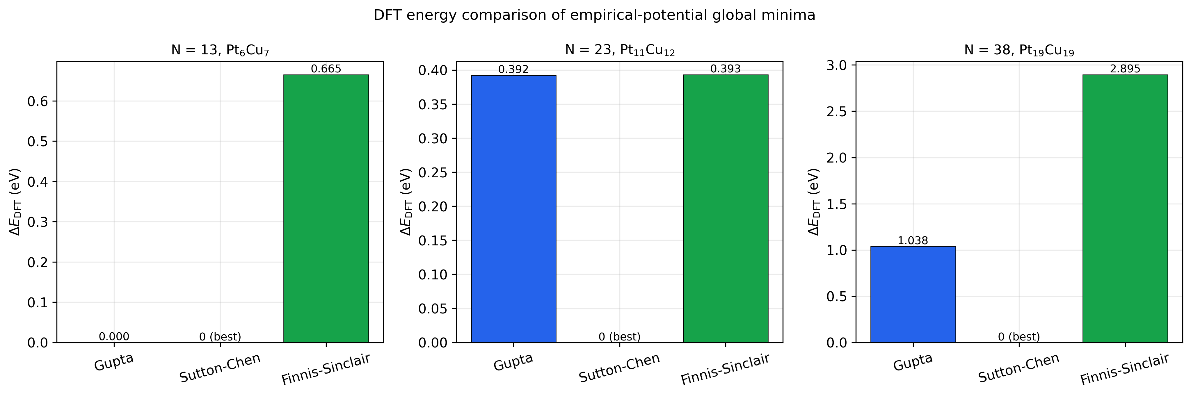 DFT energy comparison of empirical-potential global minima
N = 13, Pt₆Cu₇
ΔE_DFT (eV)
0.6
0.5
0.4
0.3
0.2
0.1
0.0
0.000
0 (best)
0.665
Gupta
Sutton-Chen
Finnis-Sinclair
N = 23, Pt₁₁Cu₁₂
ΔE_DFT (eV)
0.40
0.35
0.30
0.25
0.20
0.15
0.10
0.05
0.00
0.392
0 (best)
0.393
Gupta
Sutton-Chen
Finnis-Sinclair
N = 38, Pt₁₉Cu₁₉
ΔE_DFT (eV)
3.0
2.5
2.0
1.5
1.0
0.5
0.0
1.038
0 (best)
2.895
Gupta
Sutton-Chen
Finnis-Sinclair